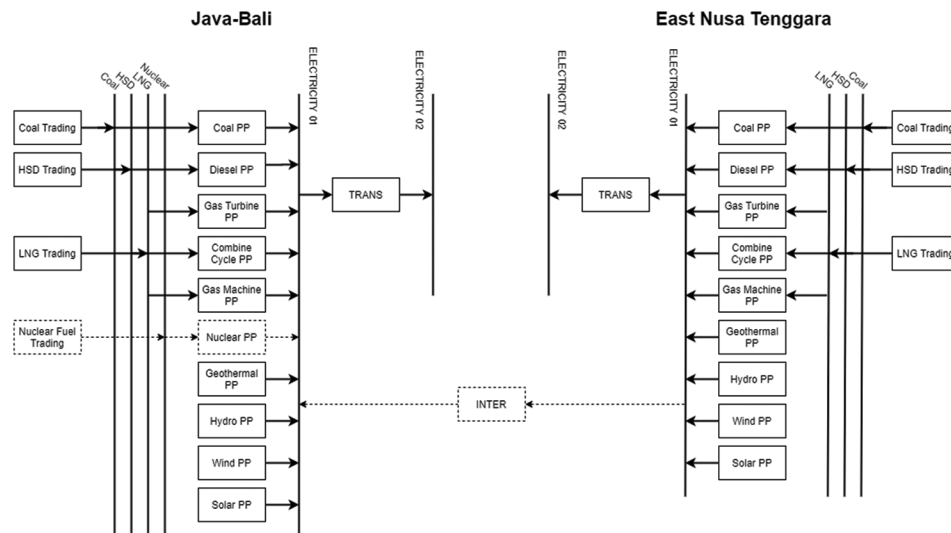 Java-Bali
East Nusa Tenggara
Coal
HSD
LNG
Nuclear
ELECTRICITY 01
ELECTRICITY 02
ELECTRICITY 02
ELECTRICITY 01
LNG
HSD
Coal
Coal Trading
Coal PP
Coal PP
Coal Trading
HSD Trading
Diesel PP
Diesel PP
HSD Trading
TRANS
TRANS
Gas Turbine
PP
Gas Turbine
PP
LNG Trading
Combine
Cycle PP
Combine
Cycle PP
LNG Trading
Gas Machine
PP
Gas Machine
PP
Nuclear Fuel
Trading
Nuclear PP
Geothermal
PP
Geothermal
PP
Hydro PP
INTER
Hydro PP
Wind PP
Wind PP
Solar PP
Solar PP